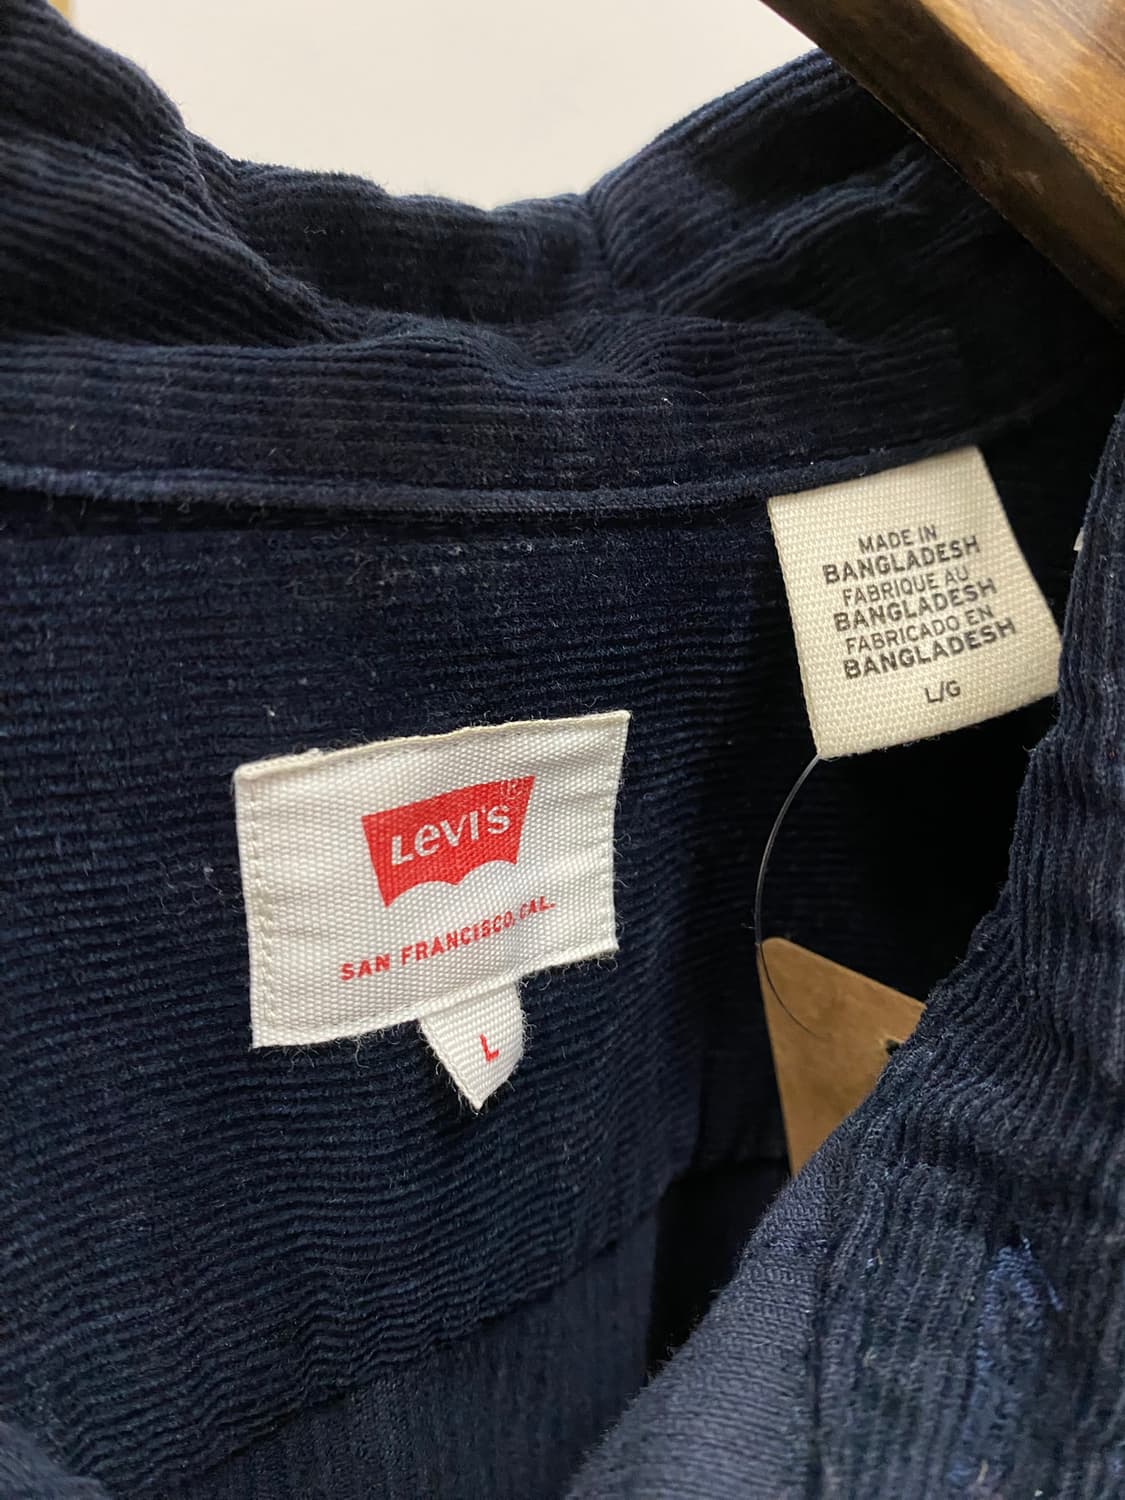 MADE IN
BANGLADESH
FABRIQUE AU
BANGLADESH
FABRICADO EN
BANGLADESH
L/G
LEVI'S®
SAN FRANCISCO, CAL.
L